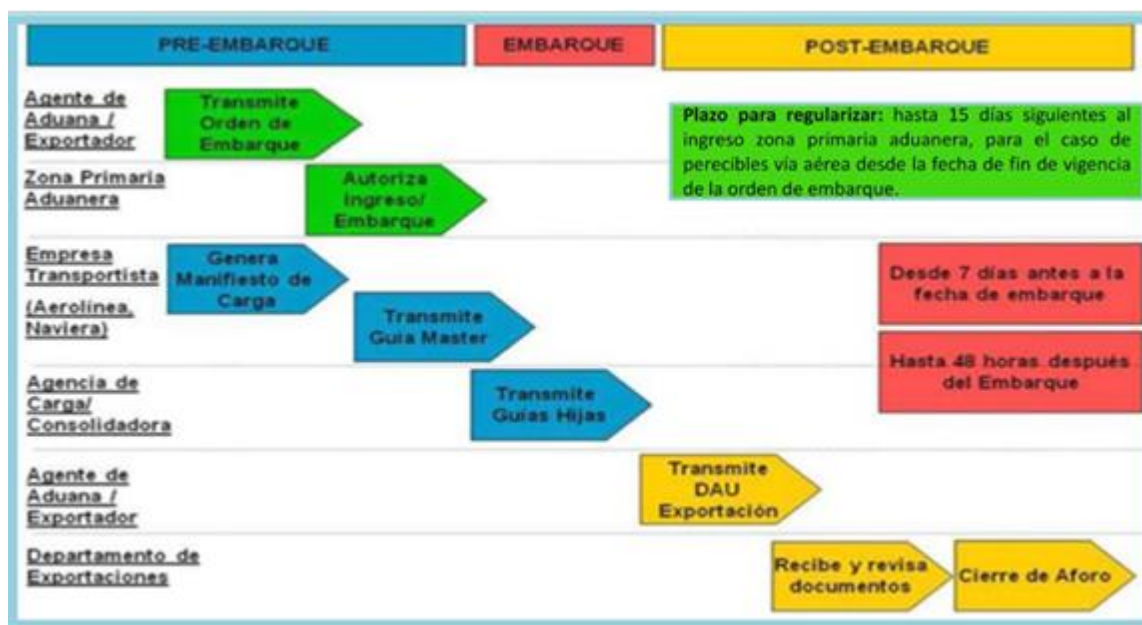 PRE-EMBARQUE
EMBARQUE
POST-EMBARQUE
Agente de
Aduana /
Exportador
Transmite
Orden de
Embarque
Plazo para regularizar: hasta 15 días siguientes al
ingreso zona primaria aduanera, para el caso de
perecibles vía aérea desde la fecha de fin de vigencia
de la orden de embarque.
Zona Primaria
Aduanera
Autoriza
Ingreso/
Embarque
Empresa
Transportista
(Aerolínea,
Naviera)
Genera
Manifiesto de
Carga
Transmite
Guia Master
Desde 7 días antes a la
fecha de embarque
Hasta 48 horas después
del Embarque
Agencia de
Carga/
Consolidadora
Transmite
Guías Hijas
Agente de
Aduana /
Exportador
Transmite
DAU
Exportación
Departamento de
Exportaciones
Recibe y revisa
documentos
Cierre de Aforo